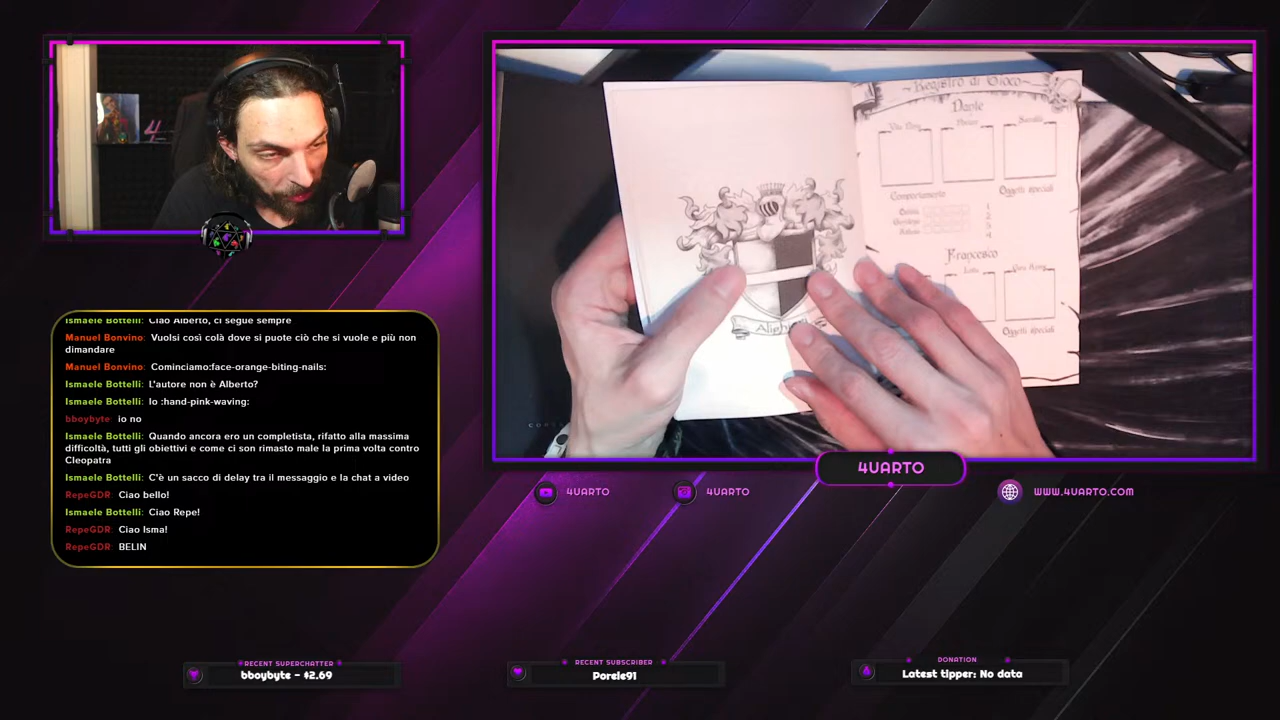 ~Registro di Gioco~
Dante
Comportamento
Oggetti speciali
1
2
3
4
Francesco
Oggetti speciali
Ismaele Bottelli: Ciao Alberto, ci segue sempre
Manuel Bonvino: Vuolsi così colà dove si puote ciò che si vuole e più non
dimandare
Manuel Bonvino: Cominciamo:face-orange-biting-nails:
Ismaele Bottelli: L'autore non è Alberto?
Ismaele Bottelli: Io :hand-pink-waving:
bboybyte: io no
Ismaele Bottelli: Quando ancora ero un completista, rifatto alla massima
difficoltà, tutti gli obiettivi e come ci son rimasto male la prima volta contro
Cleopatra
Ismaele Bottelli: C'è un sacco di delay tra il messaggio e la chat a video
RepeGDR: Ciao bello!
Ismaele Bottelli: Ciao Repe!
RepeGDR: Ciao Isma!
RepeGDR: BELIN
4UARTO
4UARTO
4UARTO
WWW.4UARTO.COM
RECENT SUPERCHATTER
bboybyte - $2.69
RECENT SUBSCRIBER
Porele91
DONATION
Latest tipper: No data